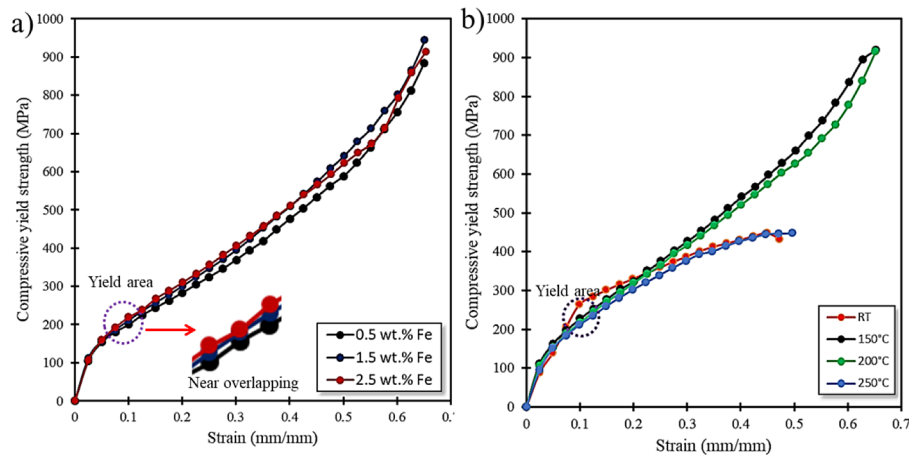 a)
Compressive yield strength (MPa)
1000
900
800
700
600
500
400
300
200
100
0
0
0.1
0.2
0.3
0.4
0.5
0.6
0.
Strain (mm/mm)
Yield area
Near overlapping
0.5 wt.% Fe
1.5 wt.% Fe
2.5 wt.% Fe
b)
Compressive yield strength (MPa)
1000
900
800
700
600
500
400
300
200
100
0
0
0.1
0.2
0.3
0.4
0.5
0.6
0.7
Strain (mm/mm)
Yield area
RT
150°C
200°C
250°C